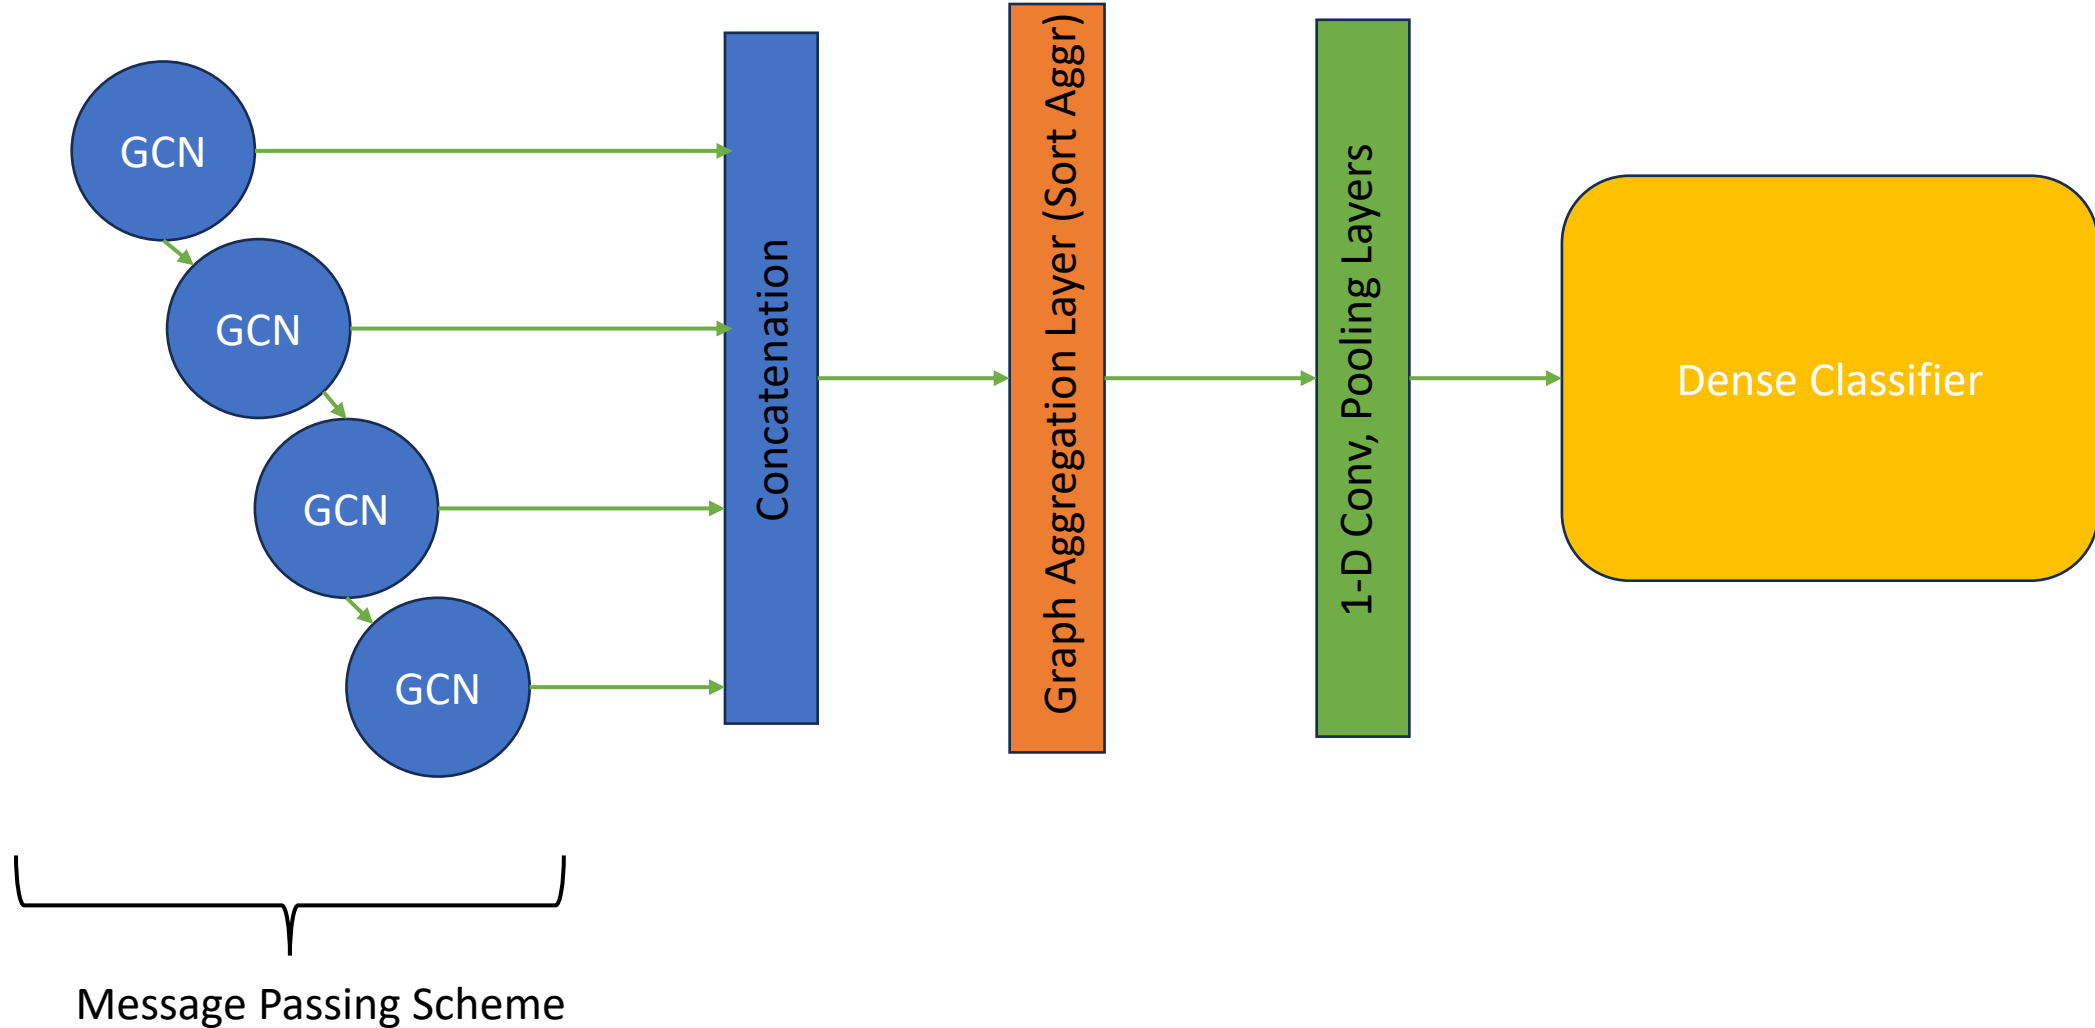 GCN
GCN
GCN
GCN
Concatenation
Graph Aggregation Layer (Sort Aggr)
1-D Conv, Pooling Layers
Dense Classifier
Message Passing Scheme